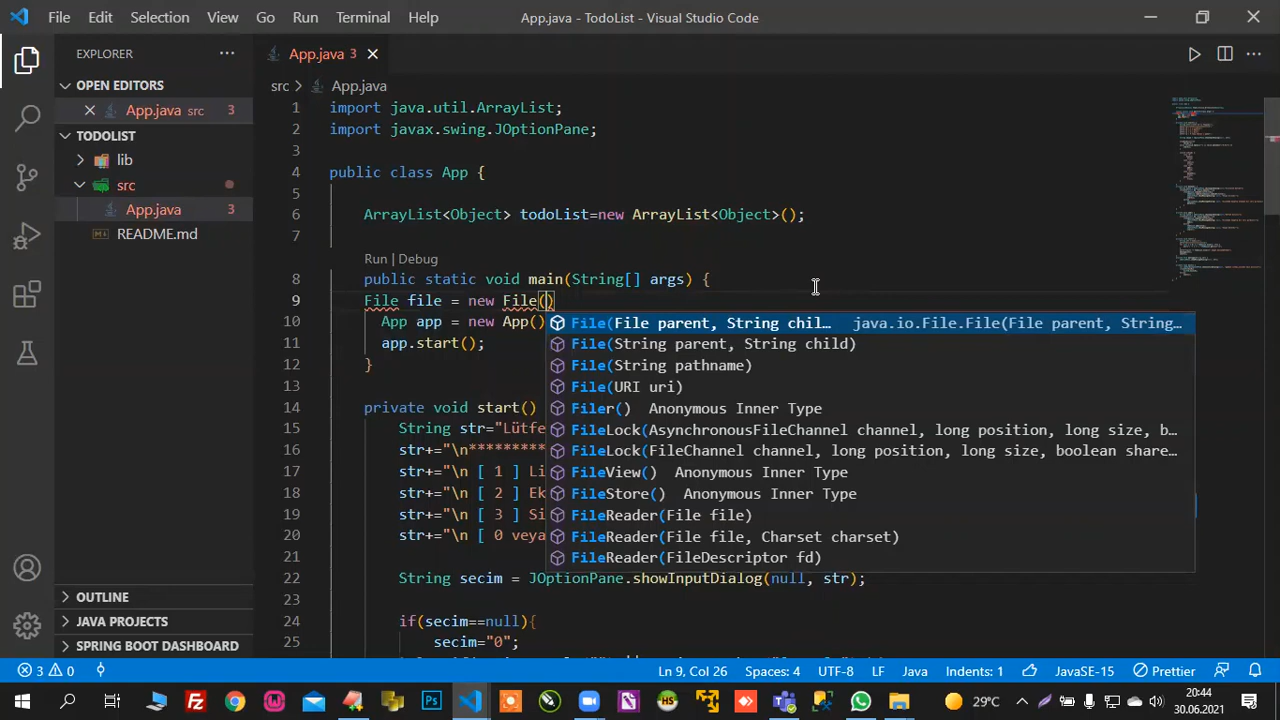 File Edit Selection View Go Run Terminal Help App.java - TodoList - Visual Studio Code
EXPLORER
OPEN EDITORS
App.java src 3
TODOLIST
lib
src
App.java 3
README.md
OUTLINE
JAVA PROJECTS
SPRING BOOT DASHBOARD
App.java 3
src App.java
1 import java.util.ArrayList;
2 import javax.swing.JOptionPane;
3
4 public class App {
5
6 ArrayList<Object> todoList=new ArrayList<Object>();
7
Run | Debug
8 public static void main(String[] args) {
9 File file = new File()
10 App app = new App()
11 app.start();
12 }
13
14 private void start()
15 String str="Lütfe
16 str+="\n*********
17 str+="\n [ 1 ] Li
18 str+="\n [ 2 ] Ek
19 str+="\n [ 3 ] Si
20 str+="\n [ 0 veya
21
22 String secim = JOptionPane.showInputDialog(null, str);
23
24 if(secim==null){
25 secim="0";
File(File parent, String chil… java.io.File.File(File parent, String…
File(String parent, String child)
File(String pathname)
File(URI uri)
Filer() Anonymous Inner Type
FileLock(AsynchronousFileChannel channel, long position, long size, b…
FileLock(FileChannel channel, long position, long size, boolean share…
FileView() Anonymous Inner Type
FileStore() Anonymous Inner Type
FileReader(File file)
FileReader(File file, Charset charset)
FileReader(FileDescriptor fd)
3 0 Ln 9, Col 26 Spaces: 4 UTF-8 LF Java Indents: 1 JavaSE-15 Prettier
Ps 29°C 20:44
30.06.2021